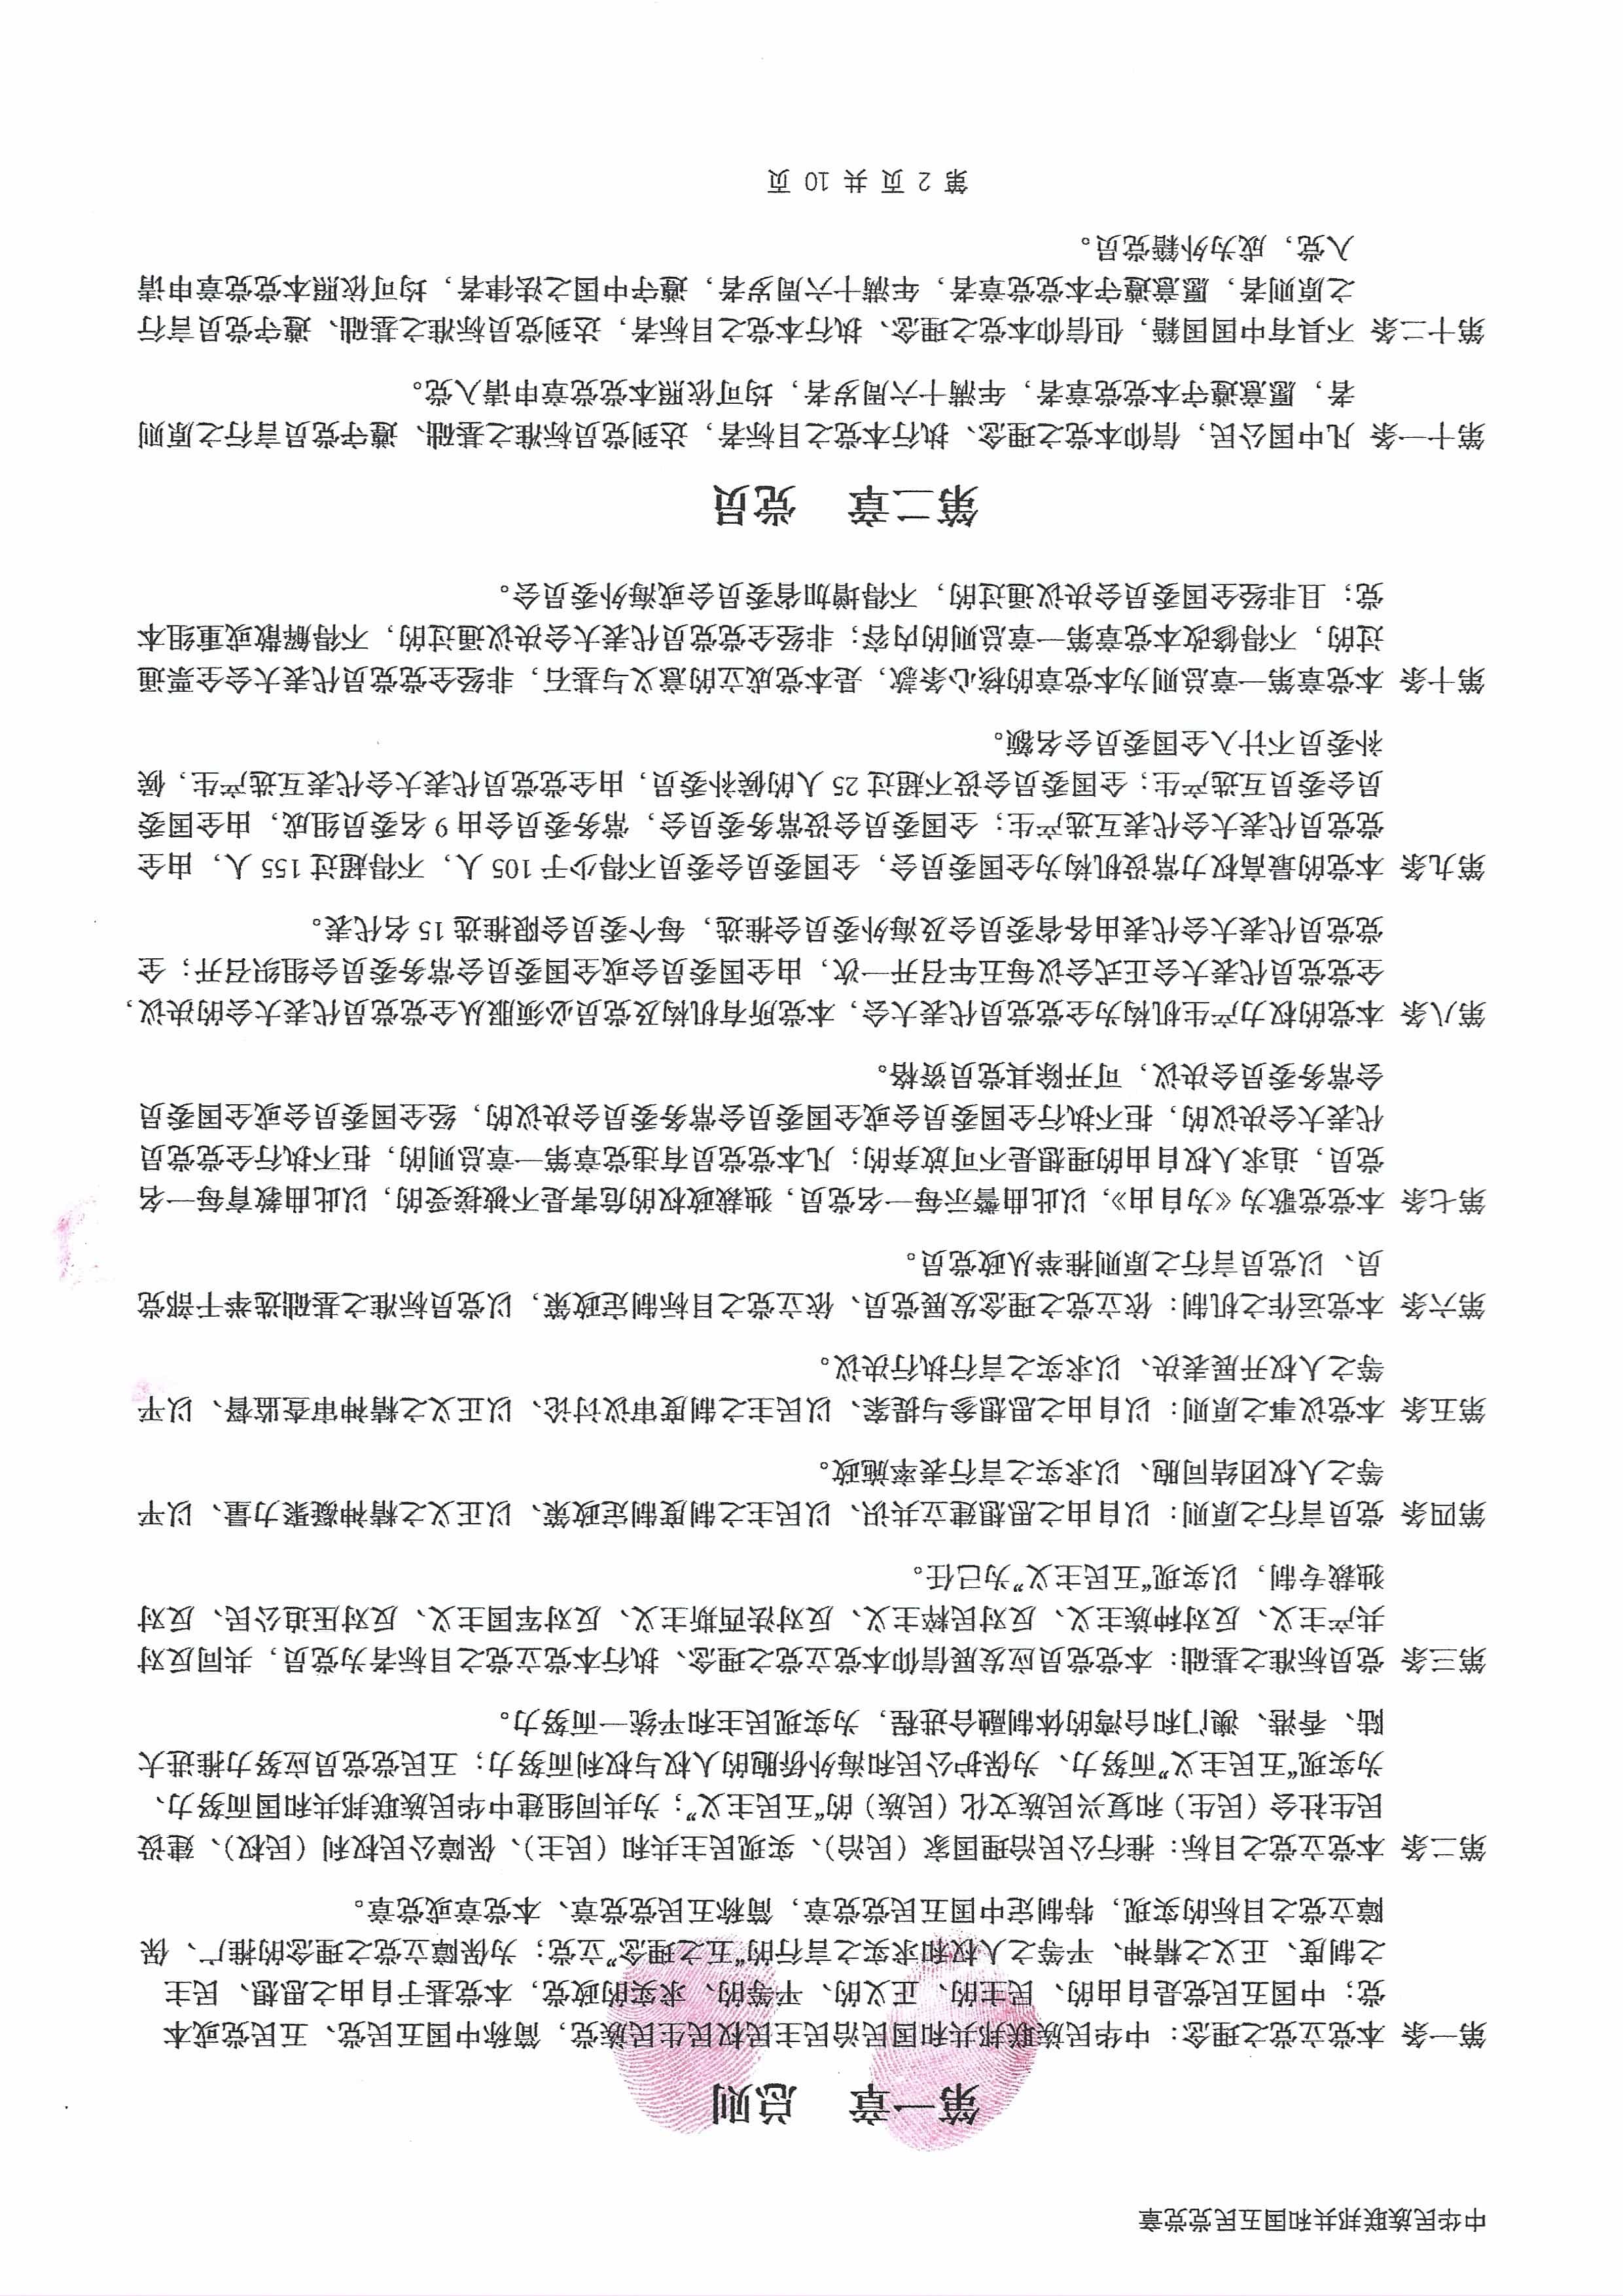 中华民族联邦共和国五民党党章
第一章 总则
第一条 本党立党之理念：中华民族联邦共和国民治民主民权民生民族党，简称中国五民党、五民党或本
党；中国五民党是自由的、民主的、正义的、平等的、求实的政党，本党基于自由之思想、民主
之制度、正义之精神、平等之人权和求实之言行的“五之理念”立党；为保障立党之理念的推广、保
障立党之目标的实现，特制定中国五民党党章，简称五民党党章、本党章或党章。
第二条 本党立党之目标：推行公民治理国家（民治）、实现民主共和（民主）、保障公民权利（民权）、建设
民生社会（民生）和复兴民族文化（民族）的“五民主义”；为共同组建中华民族联邦共和国而努力、
为实现“五民主义”而努力、为保护公民和海外侨胞的人权与权利而努力；五民党党员应努力推进大
陆、香港、澳门和台湾的体制融合进程，为实现民主和平统一而努力。
第三条 党员标准之基础：本党党员应发展信仰本党立党之理念、执行本党立党之目标者为党员，共同反对
共产主义、反对种族主义、反对民粹主义、反对法西斯主义、反对军国主义、反对压迫公民、反对
独裁专制，以实现“五民主义”为己任。
第四条 党员言行之原则：以自由之思想建立共识、以民主之制度制定政策、以正义之精神凝聚力量、以平
等之人权团结同胞、以求实之言行表率施政。
第五条 本党议事之原则：以自由之思想参与提案、以民主之制度审议讨论、以正义之精神审查监督、以平
等之人权开展表决、以求实之言行执行决议。
第六条 本党运作之机制：依立党之理念发展党员、依立党之目标制定政策，以党员标准之基础选举干部党
员、以党员言行之原则推举从政党员。
第七条 本党党歌为《为自由》，以此曲警示每一名党员，独裁政权的危害是不被接受的，以此曲教育每一名
党员，追求人权自由的理想是不可放弃的；凡本党党员有违党章第一章总则的，拒不执行全党党员
代表大会决议的，拒不执行全国委员会或全国委员会常务委员会决议的，经全国委员会或全国委员
会常务委员会决议，可开除其党员资格。
第八条 本党的权力产生机构为全党党员代表大会，本党所有机构及党员必须服从全党党员代表大会的决议，
全党党员代表大会正式会议每五年召开一次，由全国委员会或全国委员会常务委员会组织召开；全
党党员代表大会代表由各省委员会及海外委员会推选，每个委员会限推选 15 名代表。
第九条 本党的最高权力常设机构为全国委员会，全国委员会委员不得少于 105 人，不得超过 155 人，由全
党党员代表大会代表互选产生；全国委员会设常务委员会，常务委员会由 9 名委员组成，由全国委
员会委员互选产生；全国委员会设不超过 25 人的候补委员，由全党党员代表大会代表互选产生，候
补委员不计入全国委员会名额。
第十条 本党章第一章总则为本党章的核心条款，是本党成立的意义与基石，非经全党党员代表大会全票通
过的，不得修改本党章第一章总则的内容；非经全党党员代表大会决议通过的，不得解散或重组本
党；且非经全国委员会决议通过的，不得增加省委员会或海外委员会。
第二章 党员
第十一条 凡中国公民，信仰本党之理念、执行本党之目标者，达到党员标准之基础、遵守党员言行之原则
者，愿意遵守本党党章者，年满十六周岁者，均可依照本党党章申请入党。
第十二条 不具有中国国籍，但信仰本党之理念、执行本党之目标者，达到党员标准之基础、遵守党员言行
之原则者，愿意遵守本党党章者，年满十六周岁者，遵守中国之法律者，均可依照本党党章申请
入党，成为外籍党员。
第 2 页 共 10 页